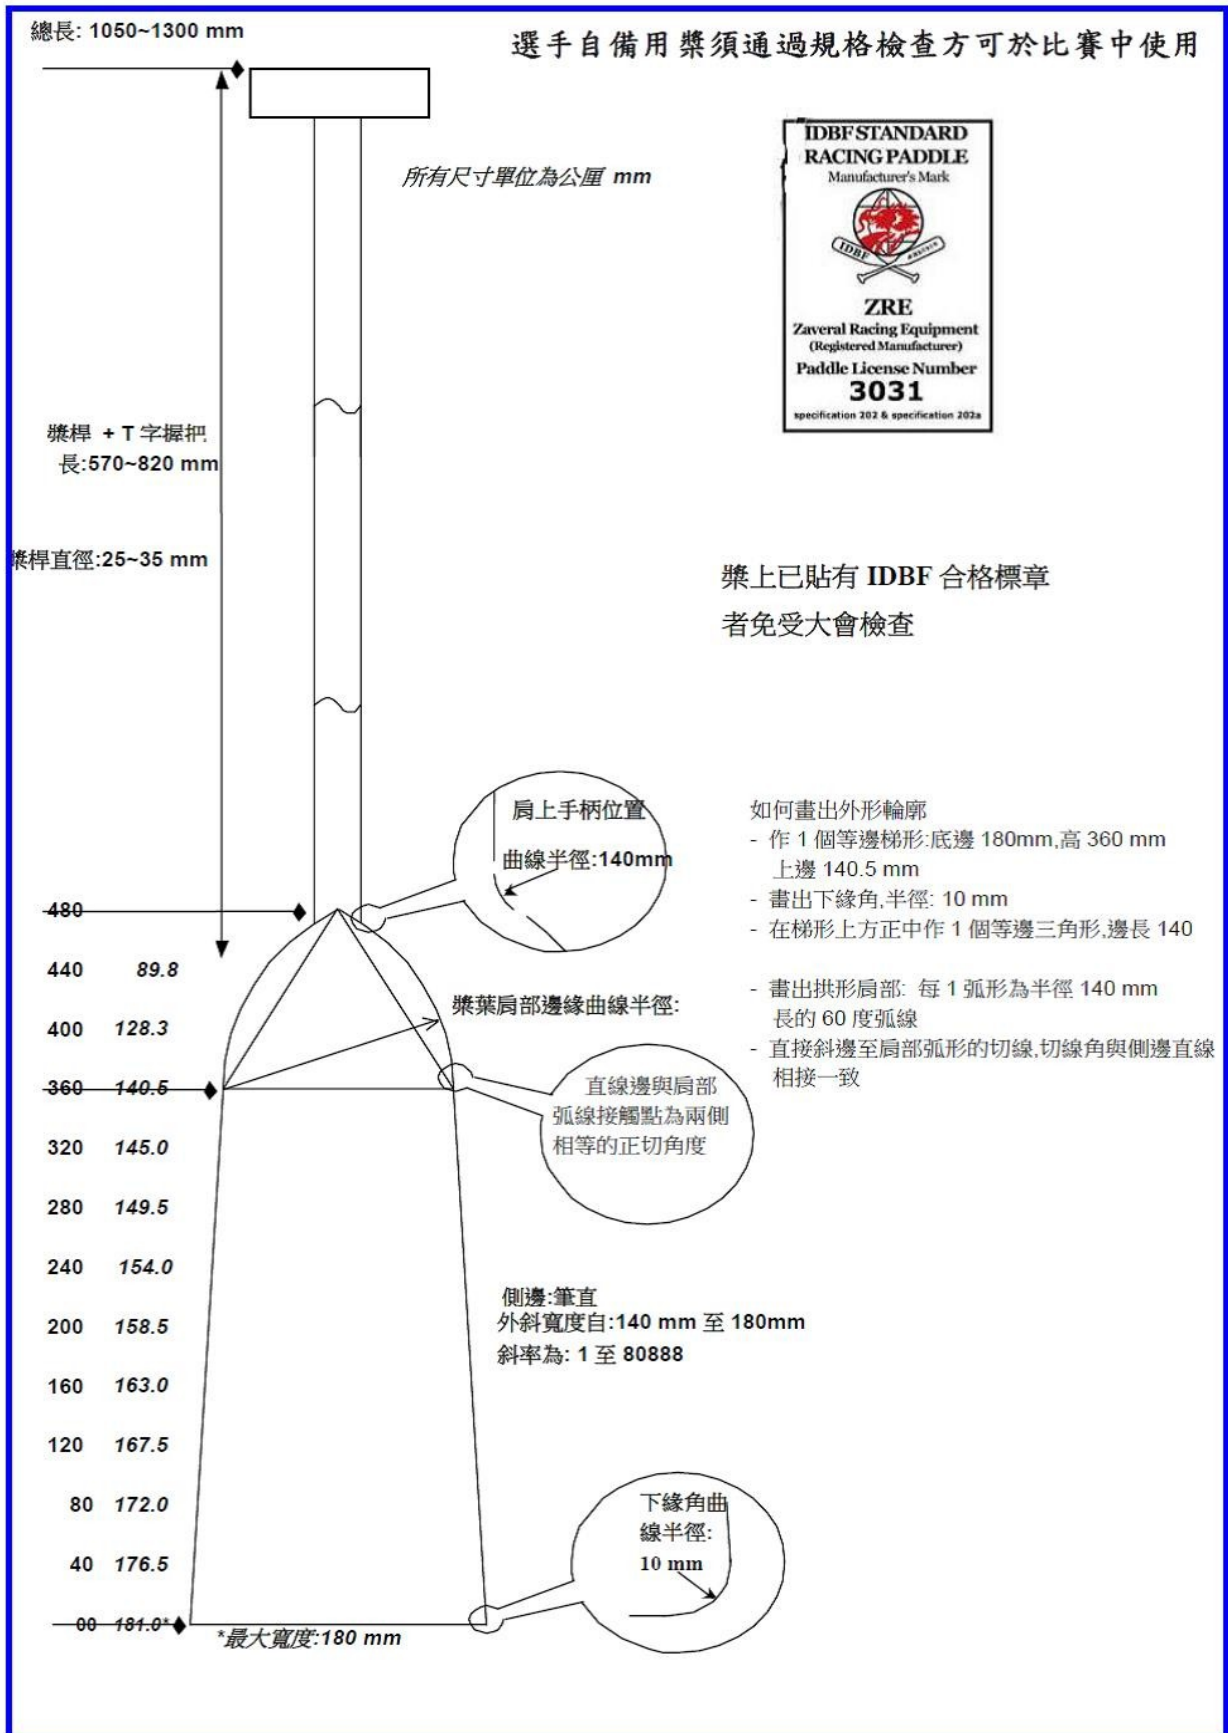 總長: 1050~1300 mm
選手自備用槳須通過規格檢查方可於比賽中使用
IDBF STANDARD
RACING PADDLE
Manufacturer's Mark
IDBF
ZRE
Zaveral Racing Equipment
(Registered Manufacturer)
Paddle License Number
3031
specification 202 & specification 202a
所有尺寸單位為公厘 mm
槳桿 + T 字握把
長:570~820 mm
槳桿直徑:25~35 mm
槳上已貼有 IDBF 合格標章
者免受大會檢查
肩上手柄位置
曲線半徑:140mm
如何畫出外形輪廓
- 作 1 個等邊梯形:底邊 180mm,高 360 mm
上邊 140.5 mm
- 畫出下緣角,半徑: 10 mm
- 在梯形上方正中作 1 個等邊三角形,邊長 140
- 畫出拱形肩部: 每 1 弧形為半徑 140 mm
長的 60 度弧線
- 直接斜邊至肩部弧形的切線,切線角與側邊直線
相接一致
480
440 89.8
槳葉肩部邊緣曲線半徑:
400 128.3
360 140.5
直線邊與肩部
弧線接觸點為兩側
相等的正切角度
320 145.0
280 149.5
240 154.0
側邊:筆直
外斜寬度自:140 mm 至 180mm
斜率為: 1 至 80888
200 158.5
160 163.0
120 167.5
80 172.0
40 176.5
下緣角曲
線半徑:
10 mm
00 181.0*
*最大寬度:180 mm